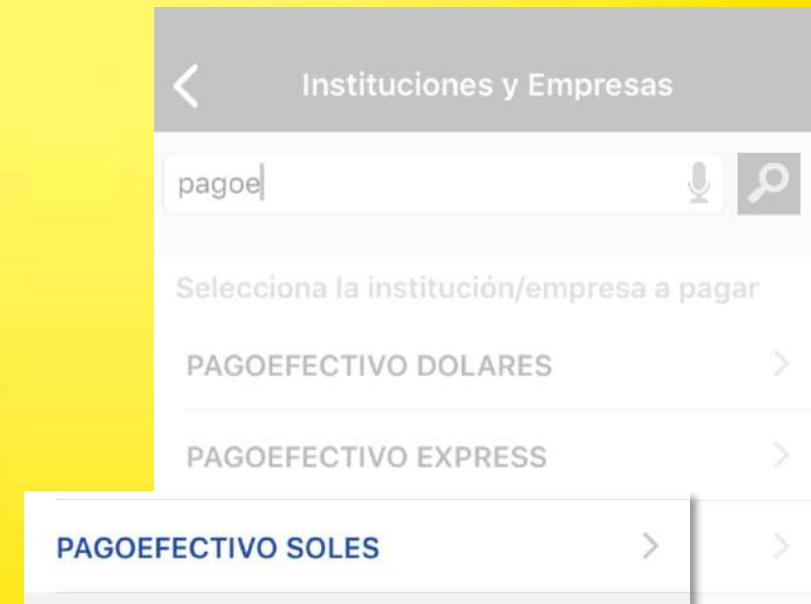 Instituciones y Empresas
pagoe
Selecciona la institución/empresa a pagar
PAGOEFECTIVO DOLARES
PAGOEFECTIVO EXPRESS
PAGOEFECTIVO SOLES